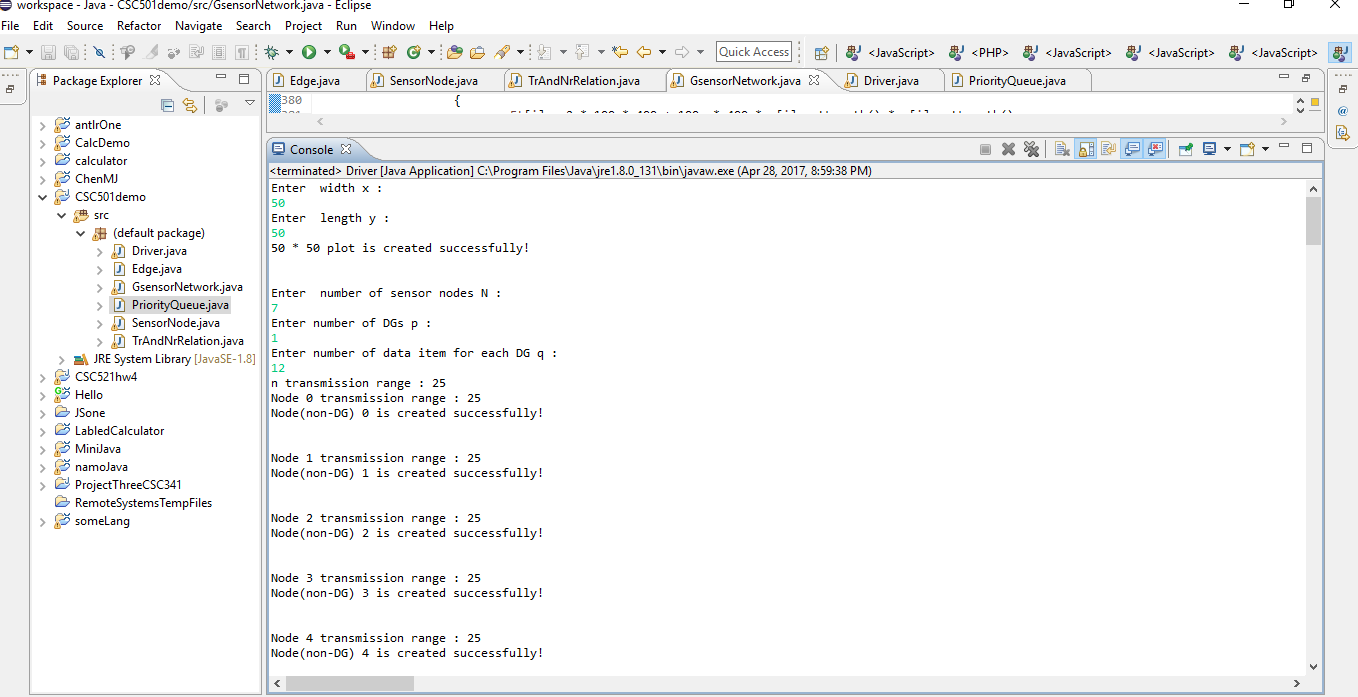 workspace - Java - CSC501demo/src/GsensorNetwork.java - Eclipse
File Edit Source Refactor Navigate Search Project Run Window Help
Quick Access <JavaScript> <PHP> <JavaScript> <JavaScript> <JavaScript>
Package Explorer
antlrOne
CalcDemo
calculator
ChenMJ
CSC501demo
src
(default package)
Driver.java
Edge.java
GsensorNetwork.java
PriorityQueue.java
SensorNode.java
TrAndNrRelation.java
JRE System Library [JavaSE-1.8]
CSC521hw4
Hello
JSone
LabledCalculator
MiniJava
namoJava
ProjectThreeCSC341
RemoteSystemsTempFiles
someLang
Edge.java SensorNode.java TrAndNrRelation.java GsensorNetwork.java Driver.java PriorityQueue.java
380 {
Console
<terminated> Driver [Java Application] C:\Program Files\Java\jre1.8.0_131\bin\javaw.exe (Apr 28, 2017, 8:59:38 PM)
Enter  width x :
50
Enter  length y :
50
50 * 50 plot is created successfully!
Enter  number of sensor nodes N :
7
Enter number of DGs p :
1
Enter number of data item for each DG q :
12
n transmission range : 25
Node 0 transmission range : 25
Node(non-DG) 0 is created successfully!
Node 1 transmission range : 25
Node(non-DG) 1 is created successfully!
Node 2 transmission range : 25
Node(non-DG) 2 is created successfully!
Node 3 transmission range : 25
Node(non-DG) 3 is created successfully!
Node 4 transmission range : 25
Node(non-DG) 4 is created successfully!